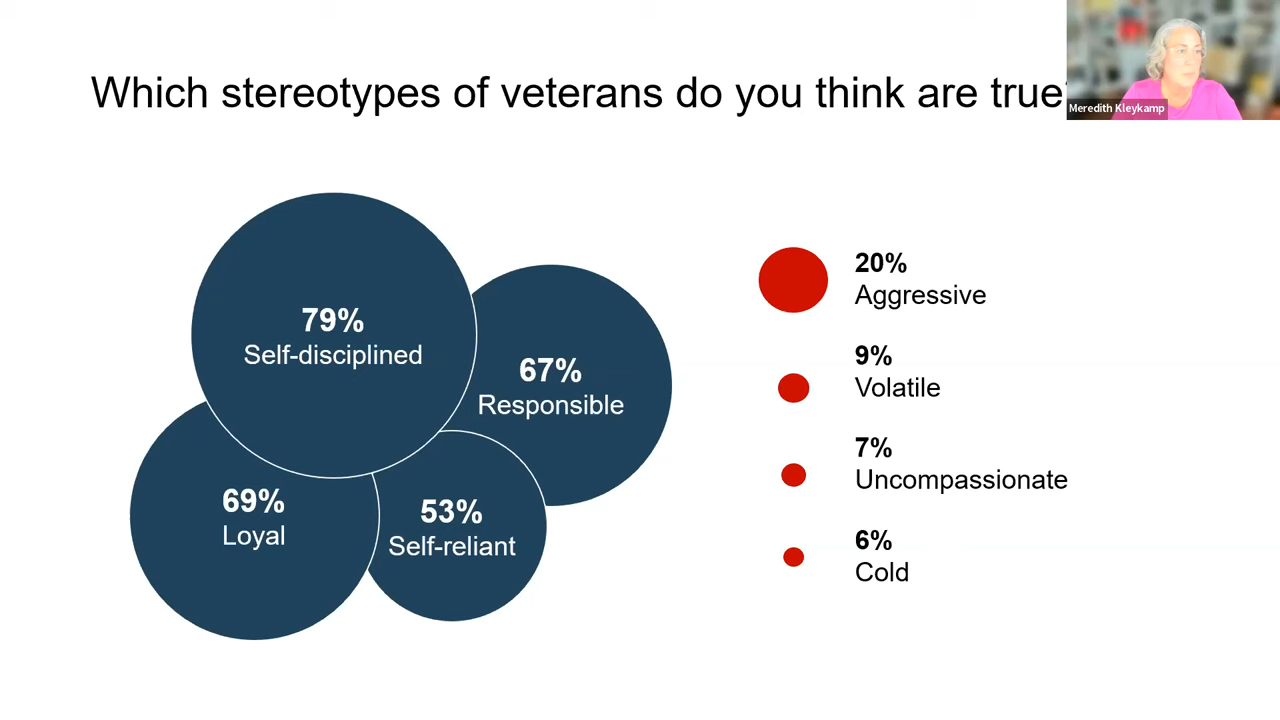 Which stereotypes of veterans do you think are true?
Meredith Kleykamp
79%
Self-disciplined
67%
Responsible
69%
Loyal
53%
Self-reliant
20%
Aggressive
9%
Volatile
7%
Uncompassionate
6%
Cold